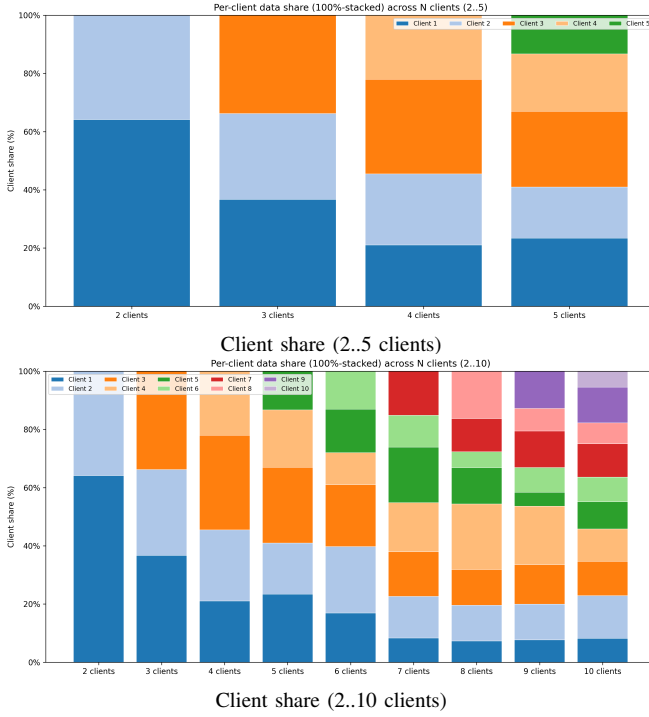 Per-client data share (100%-stacked) across N clients (2..5)
Client 1 Client 2 Client 3 Client 4 Client 5
100%
80%
60%
40%
20%
0%
Client share (%)
2 clients 3 clients 4 clients 5 clients
Client share (2..5 clients)
Per-client data share (100%-stacked) across N clients (2..10)
Client 1 Client 3 Client 5 Client 7 Client 9
Client 2 Client 4 Client 6 Client 8 Client 10
100%
80%
60%
40%
20%
0%
Client share (%)
2 clients 3 clients 4 clients 5 clients 6 clients 7 clients 8 clients 9 clients 10 clients
Client share (2..10 clients)